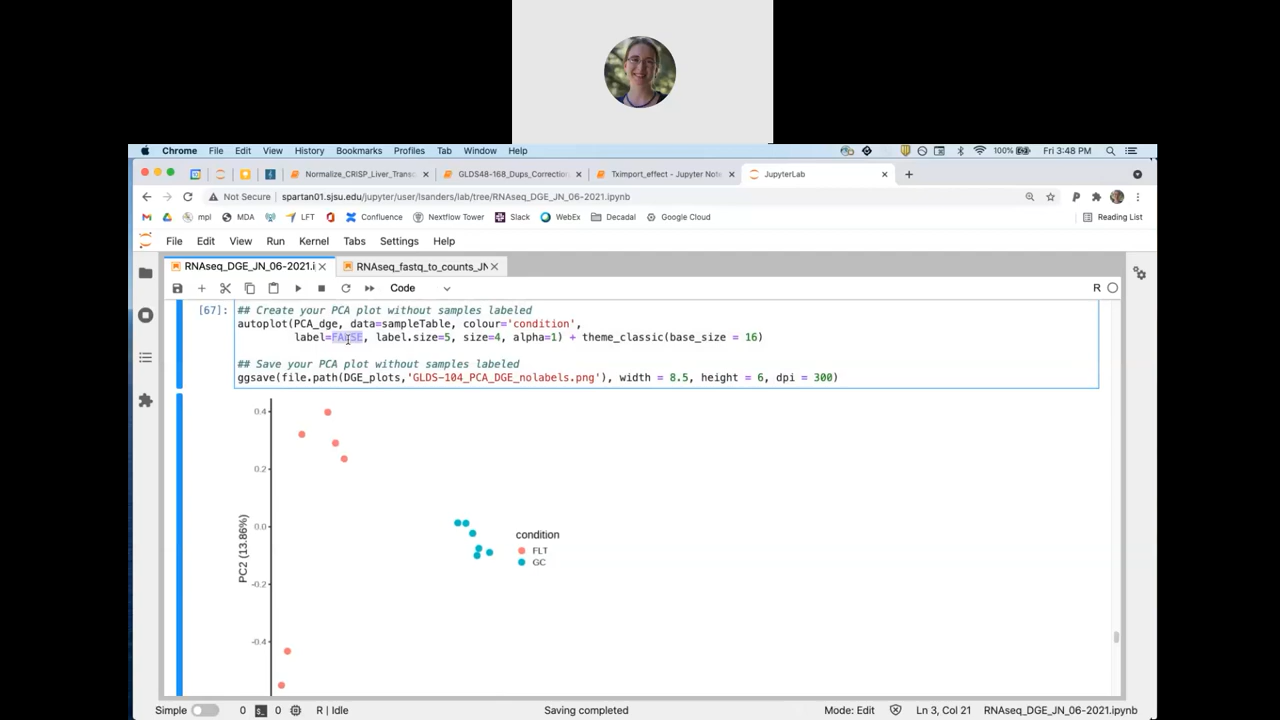 Chrome File Edit View History Bookmarks Profiles Tab Window Help 100% Fri 3:48 PM
Normalize_CRISP_Liver_Transc GLDS48-168_Dups_Correction Tximport_effect - Jupyter Note JupyterLab
Not Secure spartan01.sjsu.edu/jupyter/user/lsanders/lab/tree/RNAseq_DGE_JN_06-2021.ipynb
mpl MDA LFT Confluence Nextflow Tower Slack WebEx Decadal Google Cloud Reading List
File Edit View Run Kernel Tabs Settings Help
RNAseq_DGE_JN_06-2021.i RNAseq_fastq_to_counts_JN
Code R
[67]: ## Create your PCA plot without samples labeled
autoplot(PCA_dge, data=sampleTable, colour='condition',
label=FALSE, label.size=5, size=4, alpha=1) + theme_classic(base_size = 16)
## Save your PCA plot without samples labeled
ggsave(file.path(DGE_plots,'GLDS-104_PCA_DGE_nolabels.png'), width = 8.5, height = 6, dpi = 300)
0.4
0.2
0.0
-0.2
-0.4
PC2 (13.86%)
condition
FLT
GC
Simple 0 0 R | Idle Saving completed Mode: Edit Ln 3, Col 21 RNAseq_DGE_JN_06-2021.ipynb